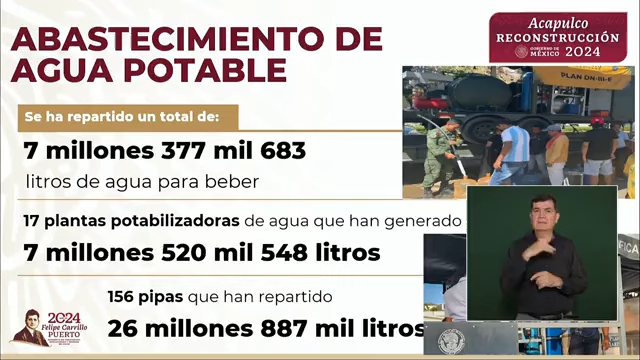 ABASTECIMIENTO DE
AGUA POTABLE
Acapulco
RECONSTRUCCIÓN
GOBIERNO DE
MÉXICO
2024
PLAN DN-III-E
Se ha repartido un total de:
7 millones 377 mil 683
litros de agua para beber
17 plantas potabilizadoras de agua que han generado
7 millones 520 mil 548 litros
156 pipas que han repartido
26 millones 887 mil litros
2024
Felipe Carrillo
PUERTO